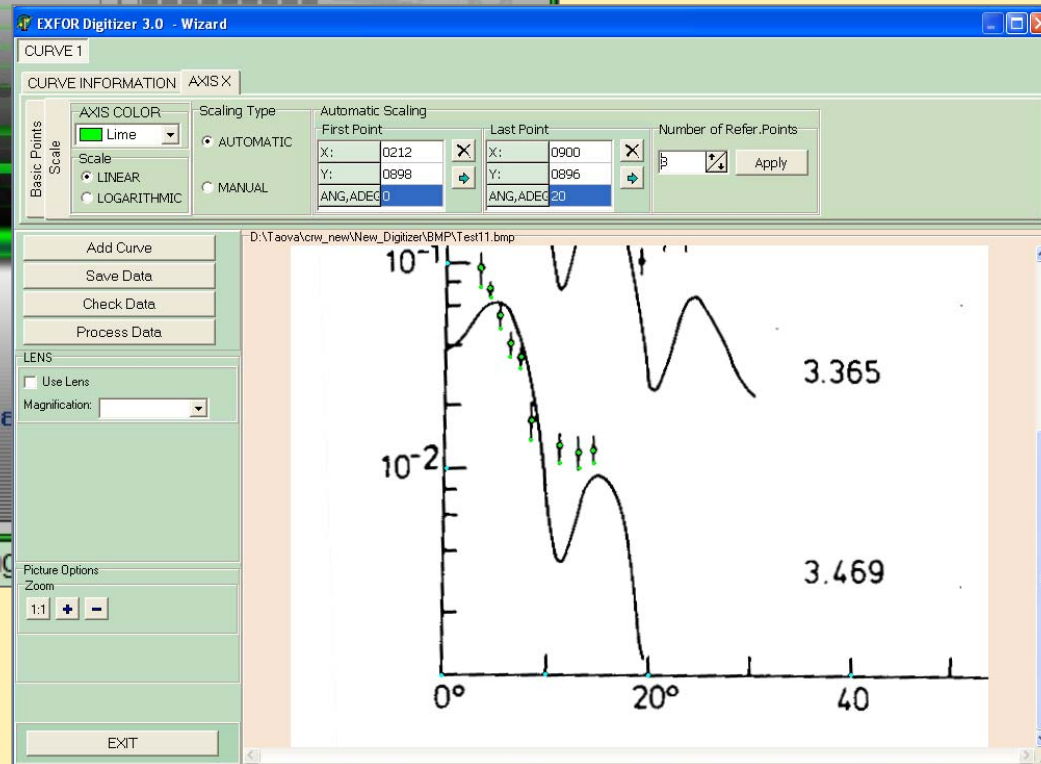 EXFOR Digitizer 3.0 - Wizard
CURVE 1
CURVE INFORMATION AXIS X
Basic Points
Scale
AXIS COLOR
Lime
Scale
LINEAR
LOGARITHMIC
Scaling Type
AUTOMATIC
MANUAL
Automatic Scaling
First Point
X: 0212
Y: 0898
ANG,ADEG 0
Last Point
X: 0900
Y: 0896
ANG,ADEG 20
Number of Refer.Points
3
Apply
Add Curve
Save Data
Check Data
Process Data
LENS
Use Lens
Magnification:
Picture Options
Zoom
1:1 + -
EXIT
D:\Taova\crw_new\New_Digitizer\BMP\Test11.bmp
10-1
3.365
10-2
3.469
0° 20° 40